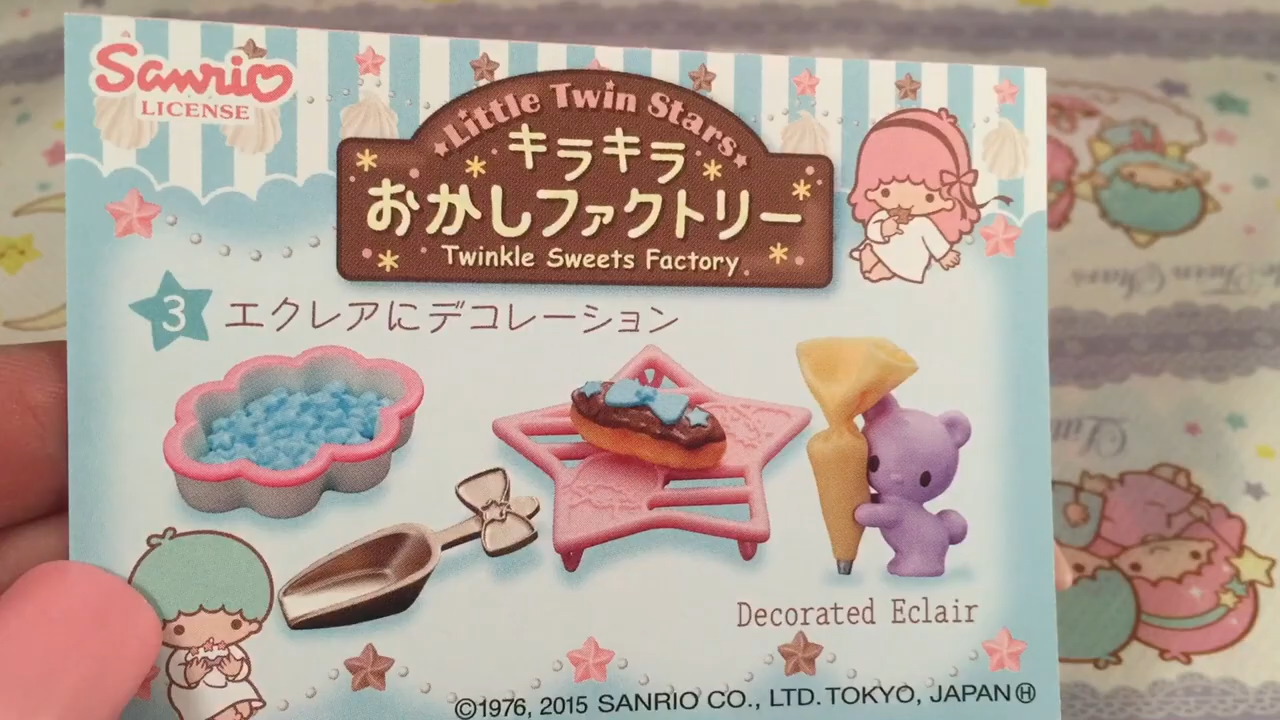 Sanrio
LICENSE
Little Twin Stars
キラキラ
おかしファクトリー
Twinkle Sweets Factory
3 エクレアにデコレーション
Decorated Eclair
©1976, 2015 SANRIO CO., LTD. TOKYO, JAPAN Ⓗ
Twin Stars